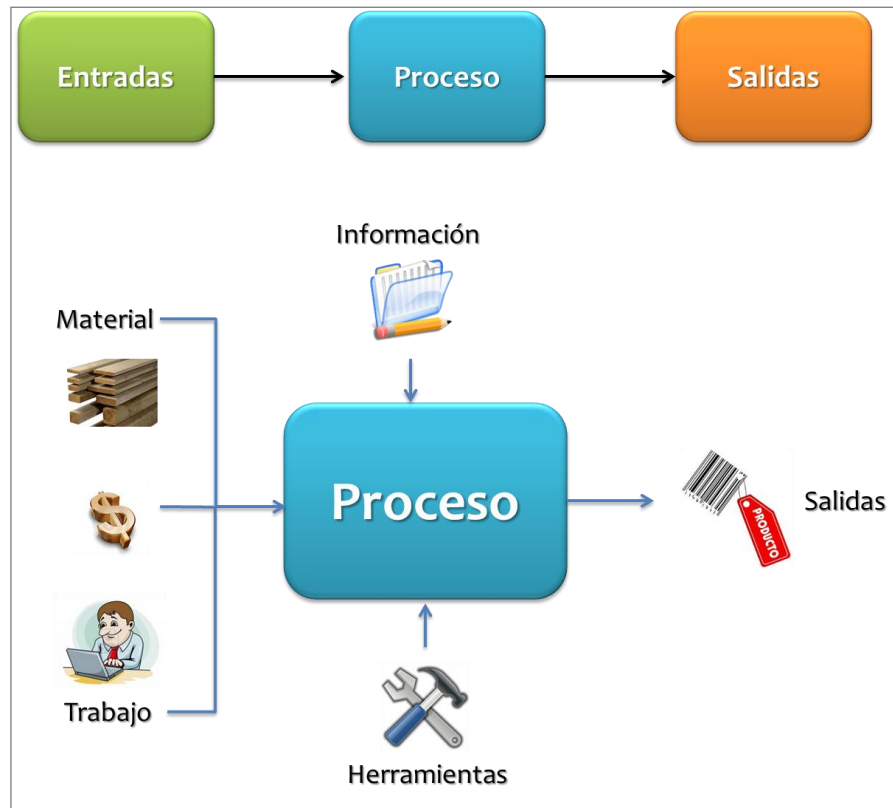 Entradas
Proceso
Salidas
Información
Material
Proceso
PRODUCTO
Salidas
Trabajo
Herramientas